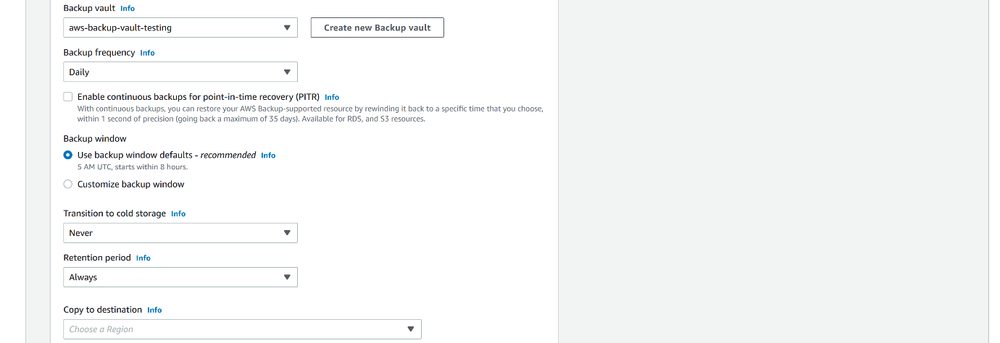 Backup vault Info
aws-backup-vault-testing
Create new Backup vault
Backup frequency Info
Daily
Enable continuous backups for point-in-time recovery (PITR) Info
With continuous backups, you can restore your AWS Backup-supported resource by rewinding it back to a specific time that you choose,
within 1 second of precision (going back a maximum of 35 days). Available for RDS, and S3 resources.
Backup window
Use backup window defaults - recommended Info
5 AM UTC, starts within 8 hours.
Customize backup window
Transition to cold storage Info
Never
Retention period Info
Always
Copy to destination Info
Choose a Region